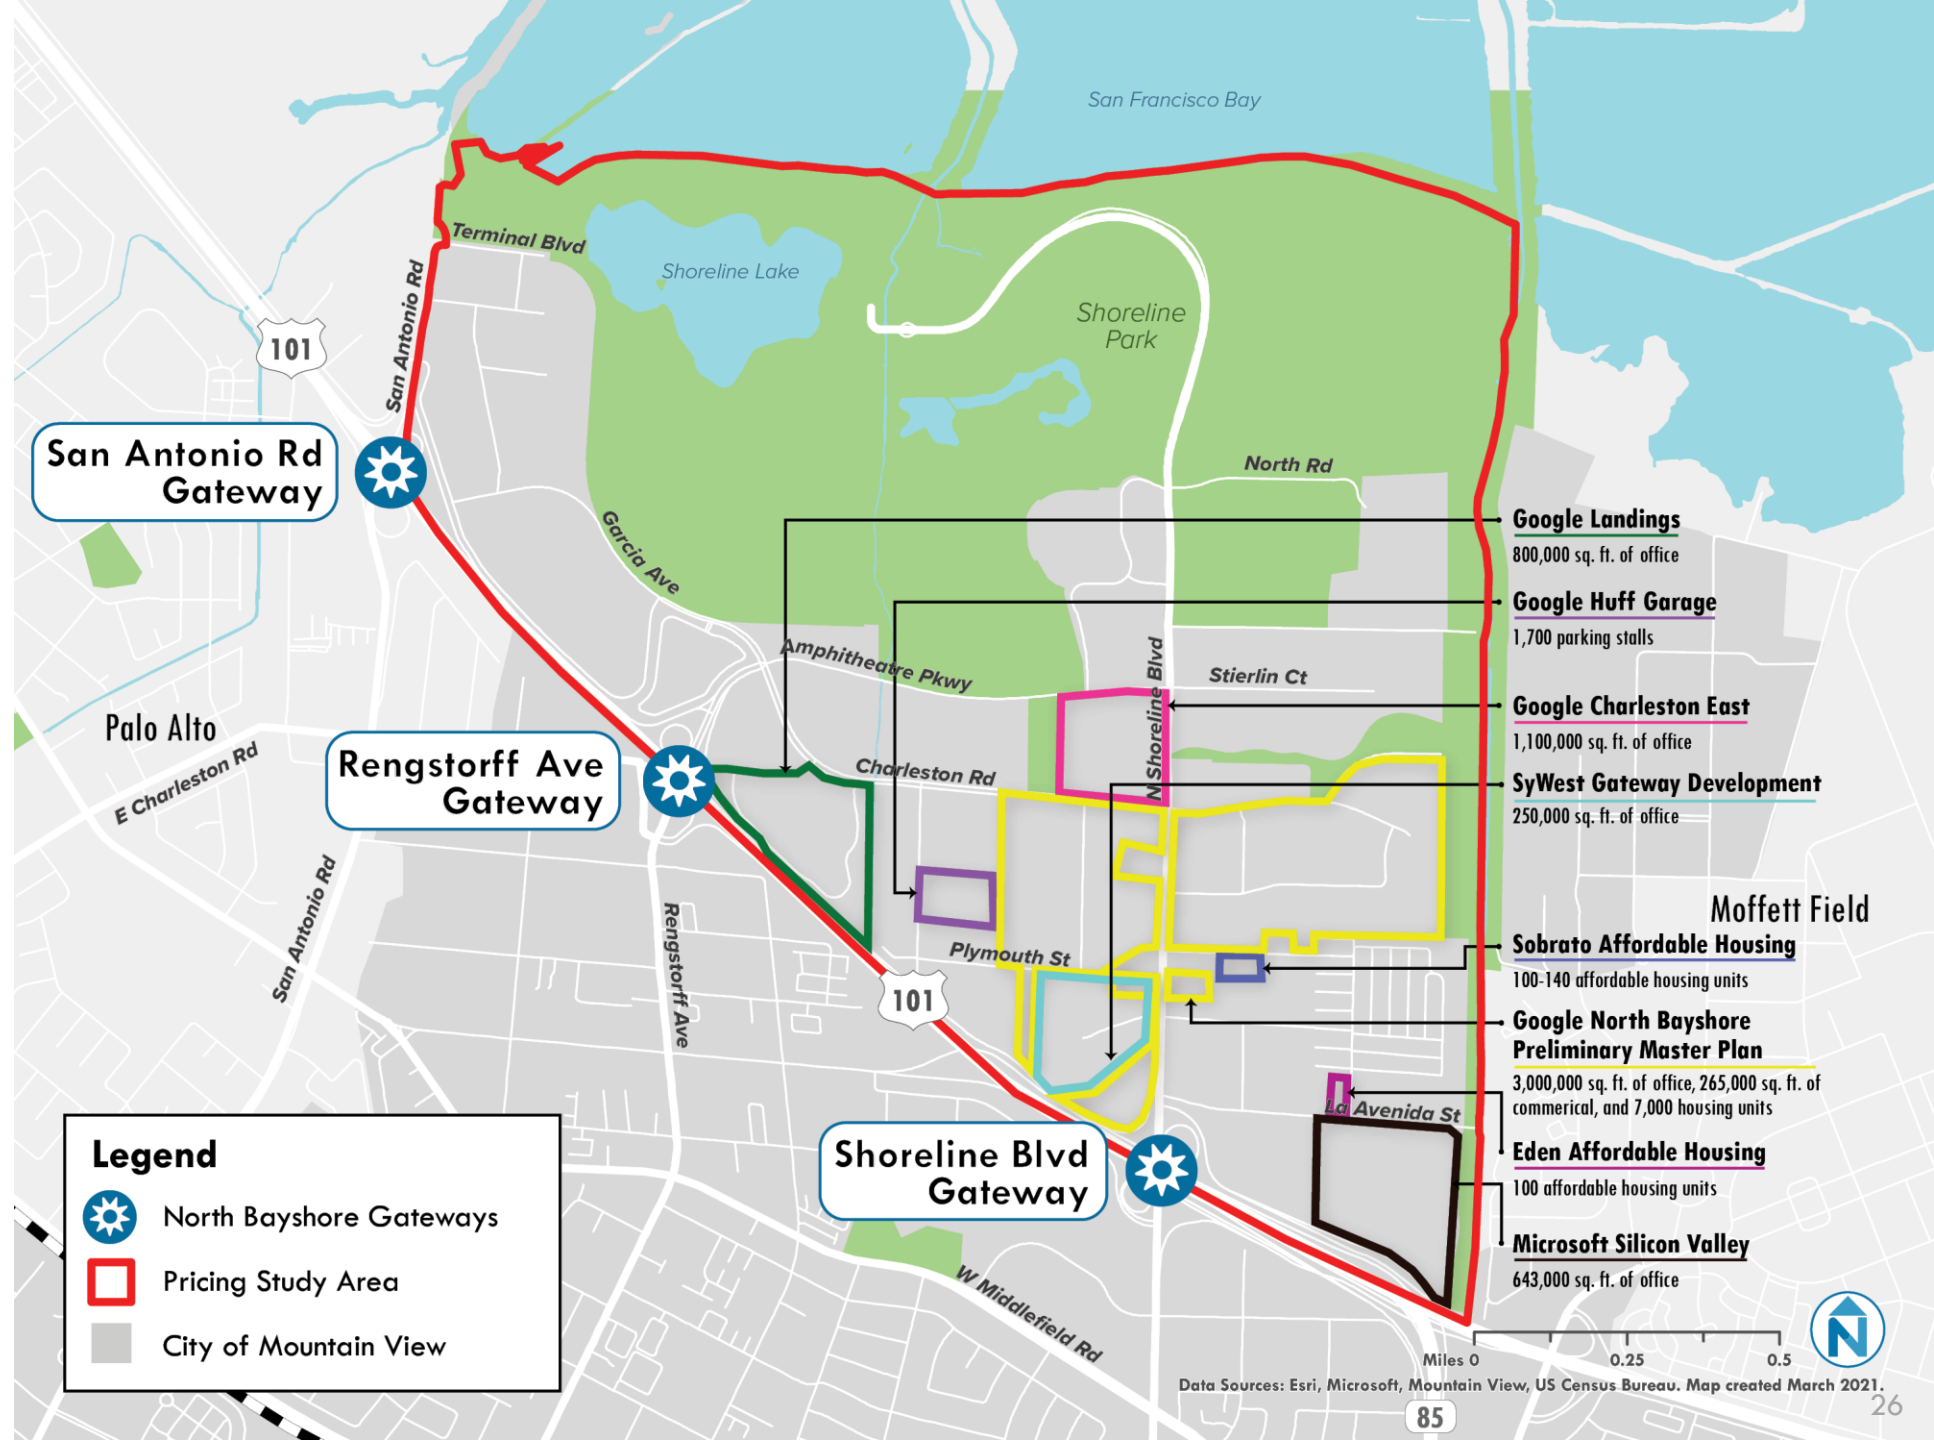 San Francisco Bay
Terminal Blvd
Shoreline Lake
San Antonio Rd
Shoreline
Park
101
San Antonio Rd
Gateway
North Rd
Garcia Ave
Google Landings
800,000 sq. ft. of office
Google Huff Garage
1,700 parking stalls
Amphitheatre Pkwy
N Shoreline Blvd
Stierlin Ct
Google Charleston East
1,100,000 sq. ft. of office
Palo Alto
E Charleston Rd
Rengstorff Ave
Gateway
Charleston Rd
SyWest Gateway Development
250,000 sq. ft. of office
San Antonio Rd
Rengstorff Ave
Moffett Field
Plymouth St
Sobrato Affordable Housing
100-140 affordable housing units
101
Google North Bayshore
Preliminary Master Plan
3,000,000 sq. ft. of office, 265,000 sq. ft. of
commerical, and 7,000 housing units
La Avenida St
Eden Affordable Housing
100 affordable housing units
Shoreline Blvd
Gateway
Microsoft Silicon Valley
643,000 sq. ft. of office
W Middlefield Rd
Legend
North Bayshore Gateways
Pricing Study Area
City of Mountain View
N
Miles 0 0.25 0.5
Data Sources: Esri, Microsoft, Mountain View, US Census Bureau. Map created March 2021.
85
26